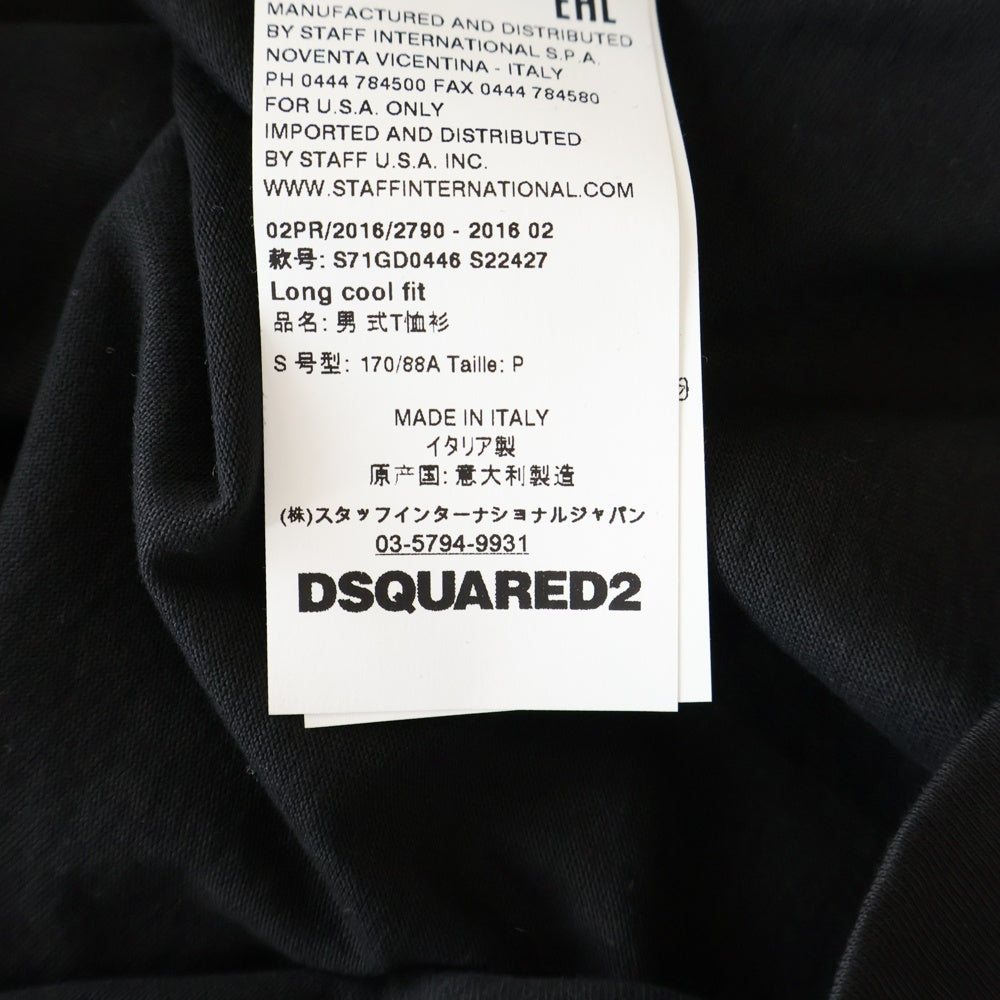 EAC
MANUFACTURED AND DISTRIBUTED
BY STAFF INTERNATIONAL S.P.A.
NOVENTA VICENTINA - ITALY
PH 0444 784500 FAX 0444 784580
FOR U.S.A. ONLY
IMPORTED AND DISTRIBUTED
BY STAFF U.S.A. INC.
WWW.STAFFINTERNATIONAL.COM
02PR/2016/2790 - 2016 02
款号: S71GD0446 S22427
Long cool fit
品名: 男 式T恤衫
S 号型: 170/88A Taille: P
MADE IN ITALY
イタリア製
原产国: 意大利製造
(株)スタッフインターナショナルジャパン
03-5794-9931
DSQUARED2